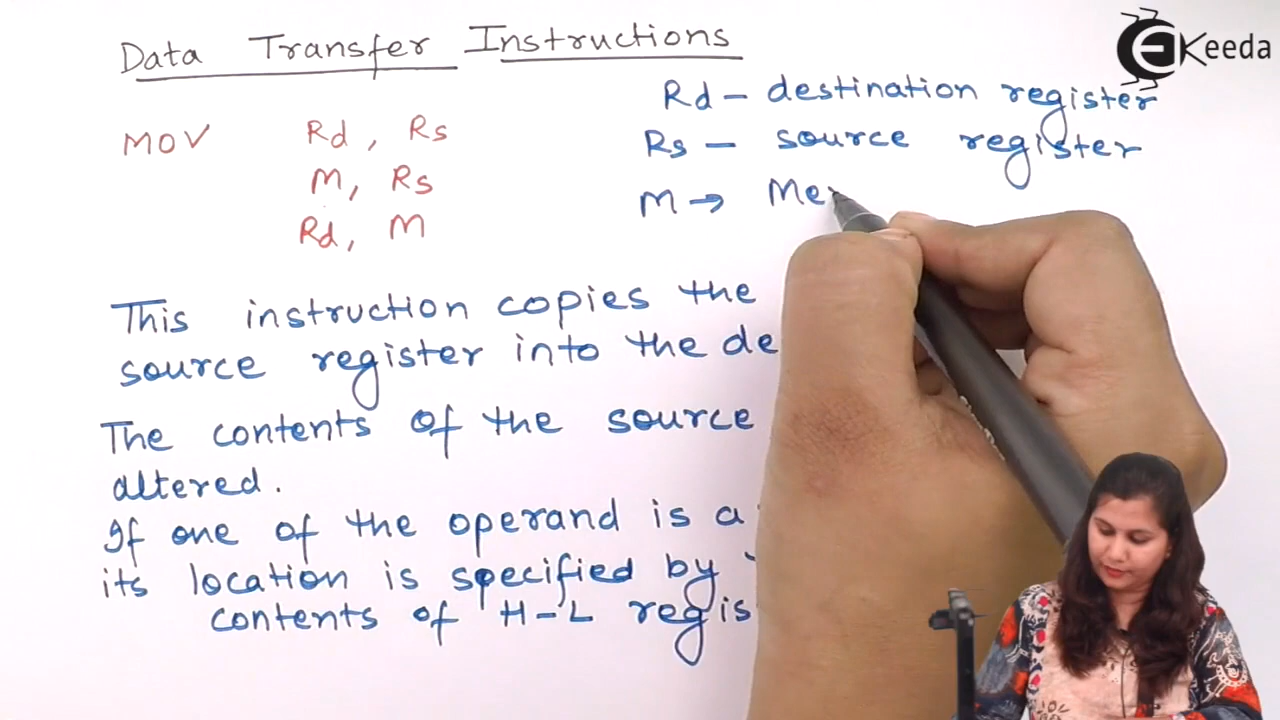 Data Transfer Instructions
EKeeda
Rd - destination register
MOV Rd, Rs
Rs - source register
M, Rs
M → Me
Rd, M
This instruction copies the
source register into the de
The contents of the source
altered.
If one of the operand is a
its location is specified by
contents of H-L regis